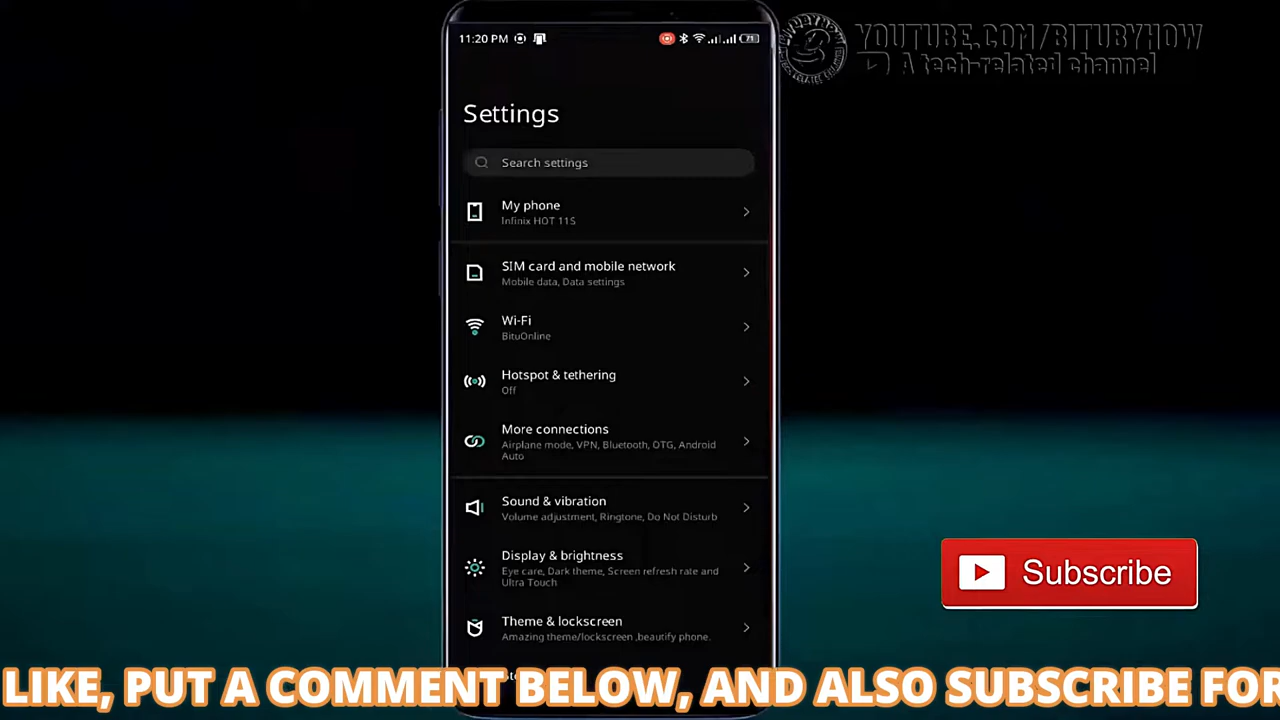 11:20 PM
71
YOUTUBE.COM/BITUBYHOW
A tech-related channel
Settings
Search settings
My phone
Infinix HOT 11S
SIM card and mobile network
Mobile data, Data settings
Wi-Fi
BituOnline
Hotspot & tethering
Off
More connections
Airplane mode, VPN, Bluetooth, OTG, Android
Auto
Sound & vibration
Volume adjustment, Ringtone, Do Not Disturb
Display & brightness
Eye care, Dark theme, Screen refresh rate and
Ultra Touch
Subscribe
Theme & lockscreen
Amazing theme/lockscreen ,beautify phone.
LIKE, PUT A COMMENT BELOW, AND ALSO SUBSCRIBE FOR